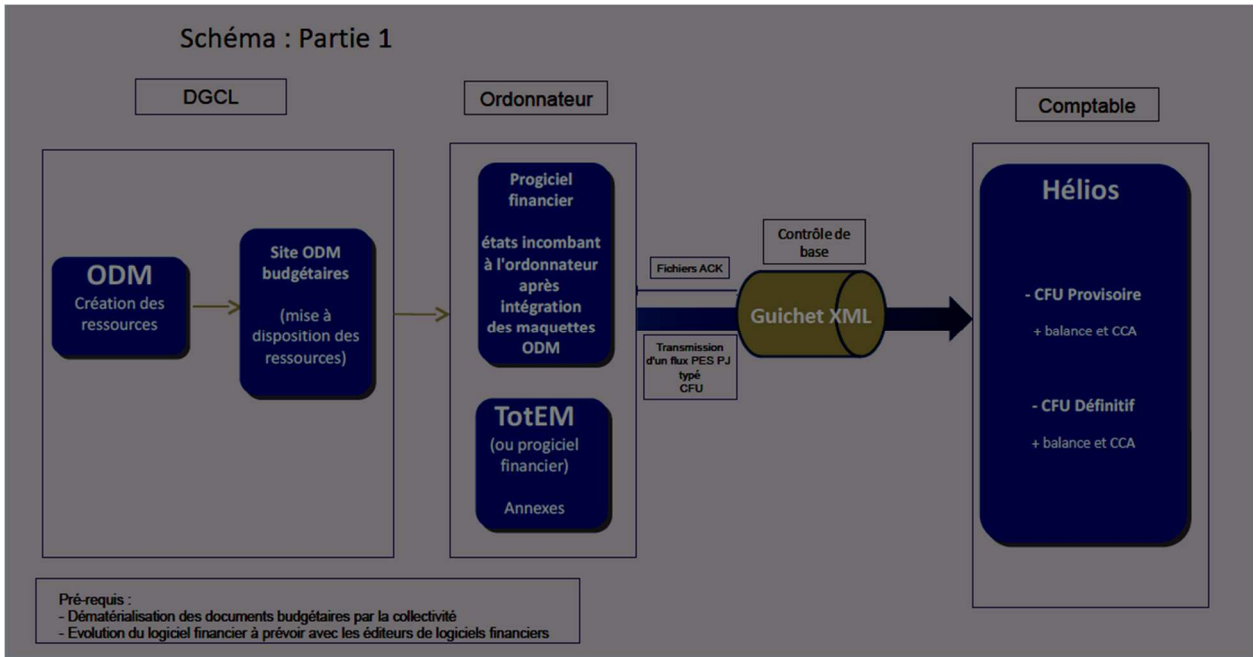 Schéma : Partie 1
DGCL
Ordonnateur
Comptable
ODM
Création des
ressources
Site ODM
budgétaires
(mise à
disposition des
ressources)
Progiciel
financier
états incombant
à l'ordonnateur
après
intégration
des maquettes
ODM
TotEM
(ou progiciel
financier)
Annexes
Fichiers ACK
Transmission
d'un flux PES PJ
typé
CFU
Contrôle de
base
Guichet XML
Hélios
- CFU Provisoire
+ balance et CCA
- CFU Définitif
+ balance et CCA
Pré-requis :
- Dématérialisation des documents budgétaires par la collectivité
- Evolution du logiciel financier à prévoir avec les éditeurs de logiciels financiers